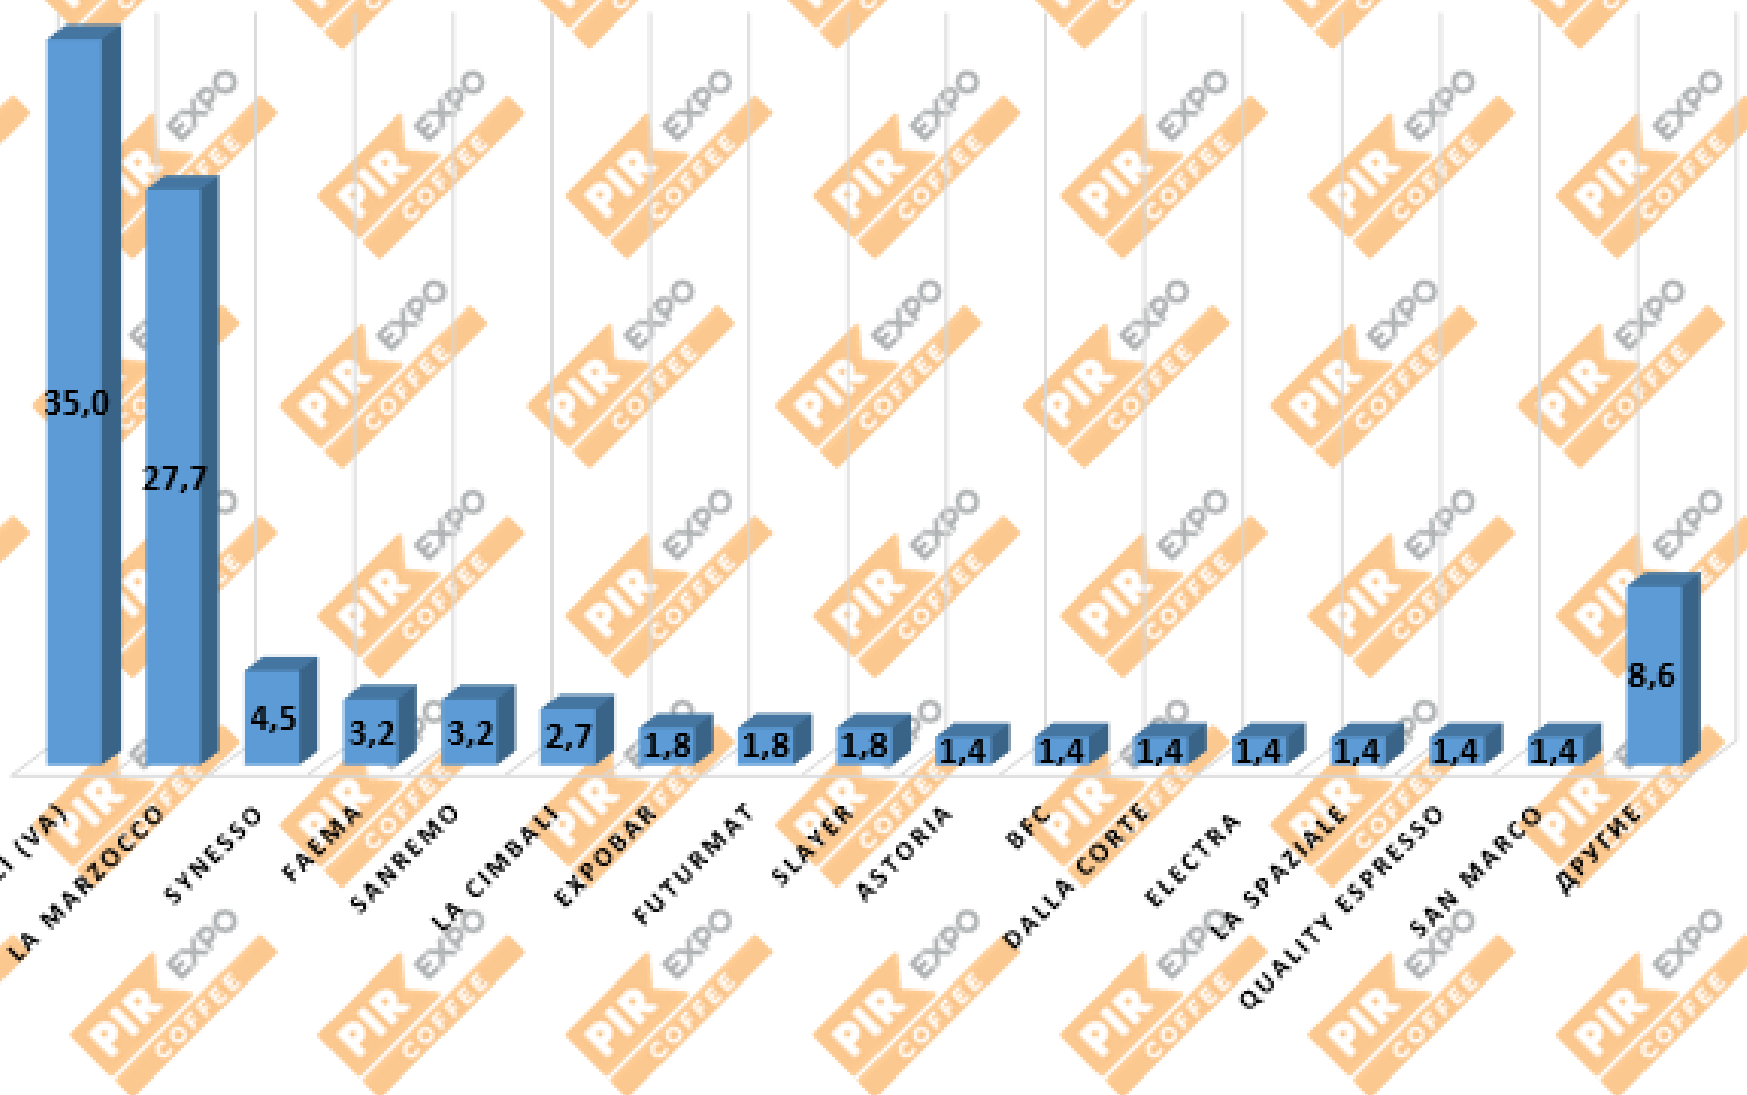 35,0
27,7
4,5
3,2
3,2
2,7
1,8
1,8
1,8
1,4
1,4
1,4
1,4
1,4
1,4
1,4
8,6
(VA)
LA MARZOCCO
SYNESSO
FAEMA
SANREMO
LA CIMBALI
EXPOBAR
FUTURMAT
SLAYER
ASTORIA
BFC
DALLA CORTE
ELECTRA
LA SPAZIALE
QUALITY ESPRESSO
SAN MARCO
ДРУГИЕ
PIR EXPO
COFFEE